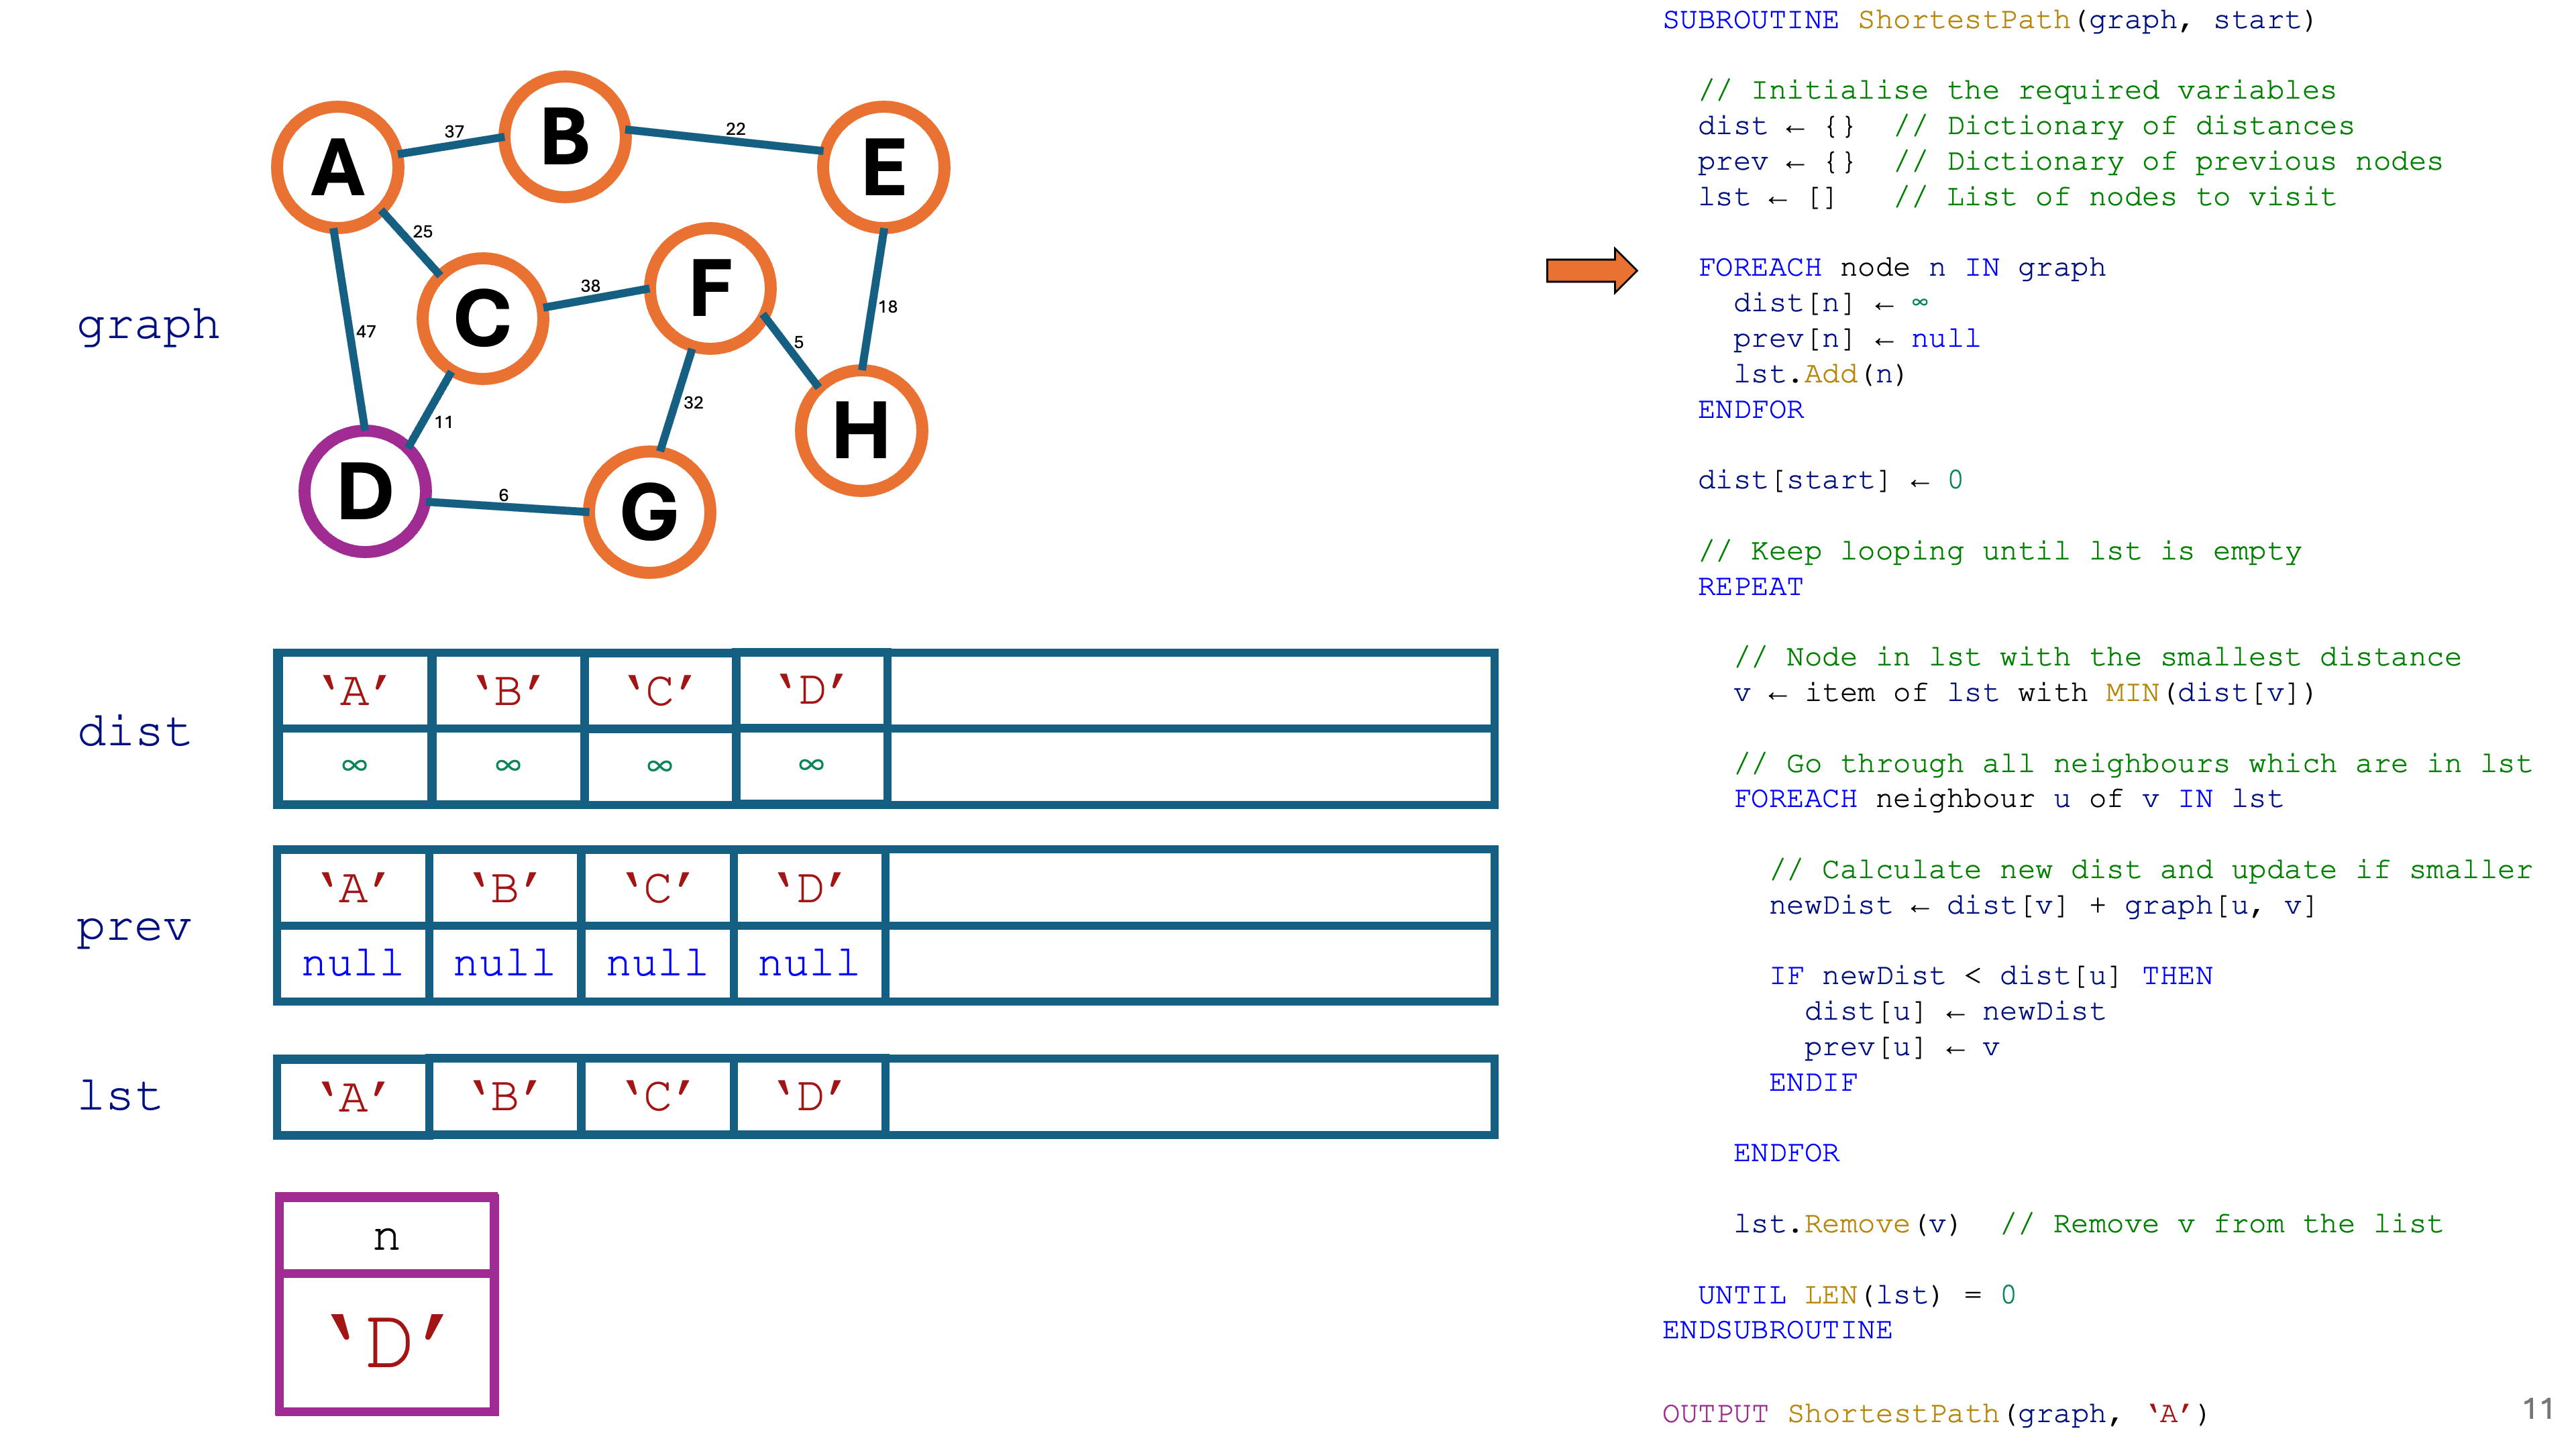 graph
A
B
E
C
F
H
D
G
37
22
25
38
18
47
5
11
32
6
dist
‘A’ ‘B’ ‘C’ ‘D’
∞ ∞ ∞ ∞
prev
‘A’ ‘B’ ‘C’ ‘D’
null null null null
lst
‘A’ ‘B’ ‘C’ ‘D’
n
‘D’
SUBROUTINE ShortestPath(graph, start)
// Initialise the required variables
dist ← {} // Dictionary of distances
prev ← {} // Dictionary of previous nodes
lst ← [] // List of nodes to visit
FOREACH node n IN graph
dist[n] ← ∞
prev[n] ← null
lst.Add(n)
ENDFOR
dist[start] ← 0
// Keep looping until lst is empty
REPEAT
// Node in lst with the smallest distance
v ← item of lst with MIN(dist[v])
// Go through all neighbours which are in lst
FOREACH neighbour u of v IN lst
// Calculate new dist and update if smaller
newDist ← dist[v] + graph[u, v]
IF newDist < dist[u] THEN
dist[u] ← newDist
prev[u] ← v
ENDIF
ENDFOR
lst.Remove(v) // Remove v from the list
UNTIL LEN(lst) = 0
ENDSUBROUTINE
OUTPUT ShortestPath(graph, ‘A’)
11